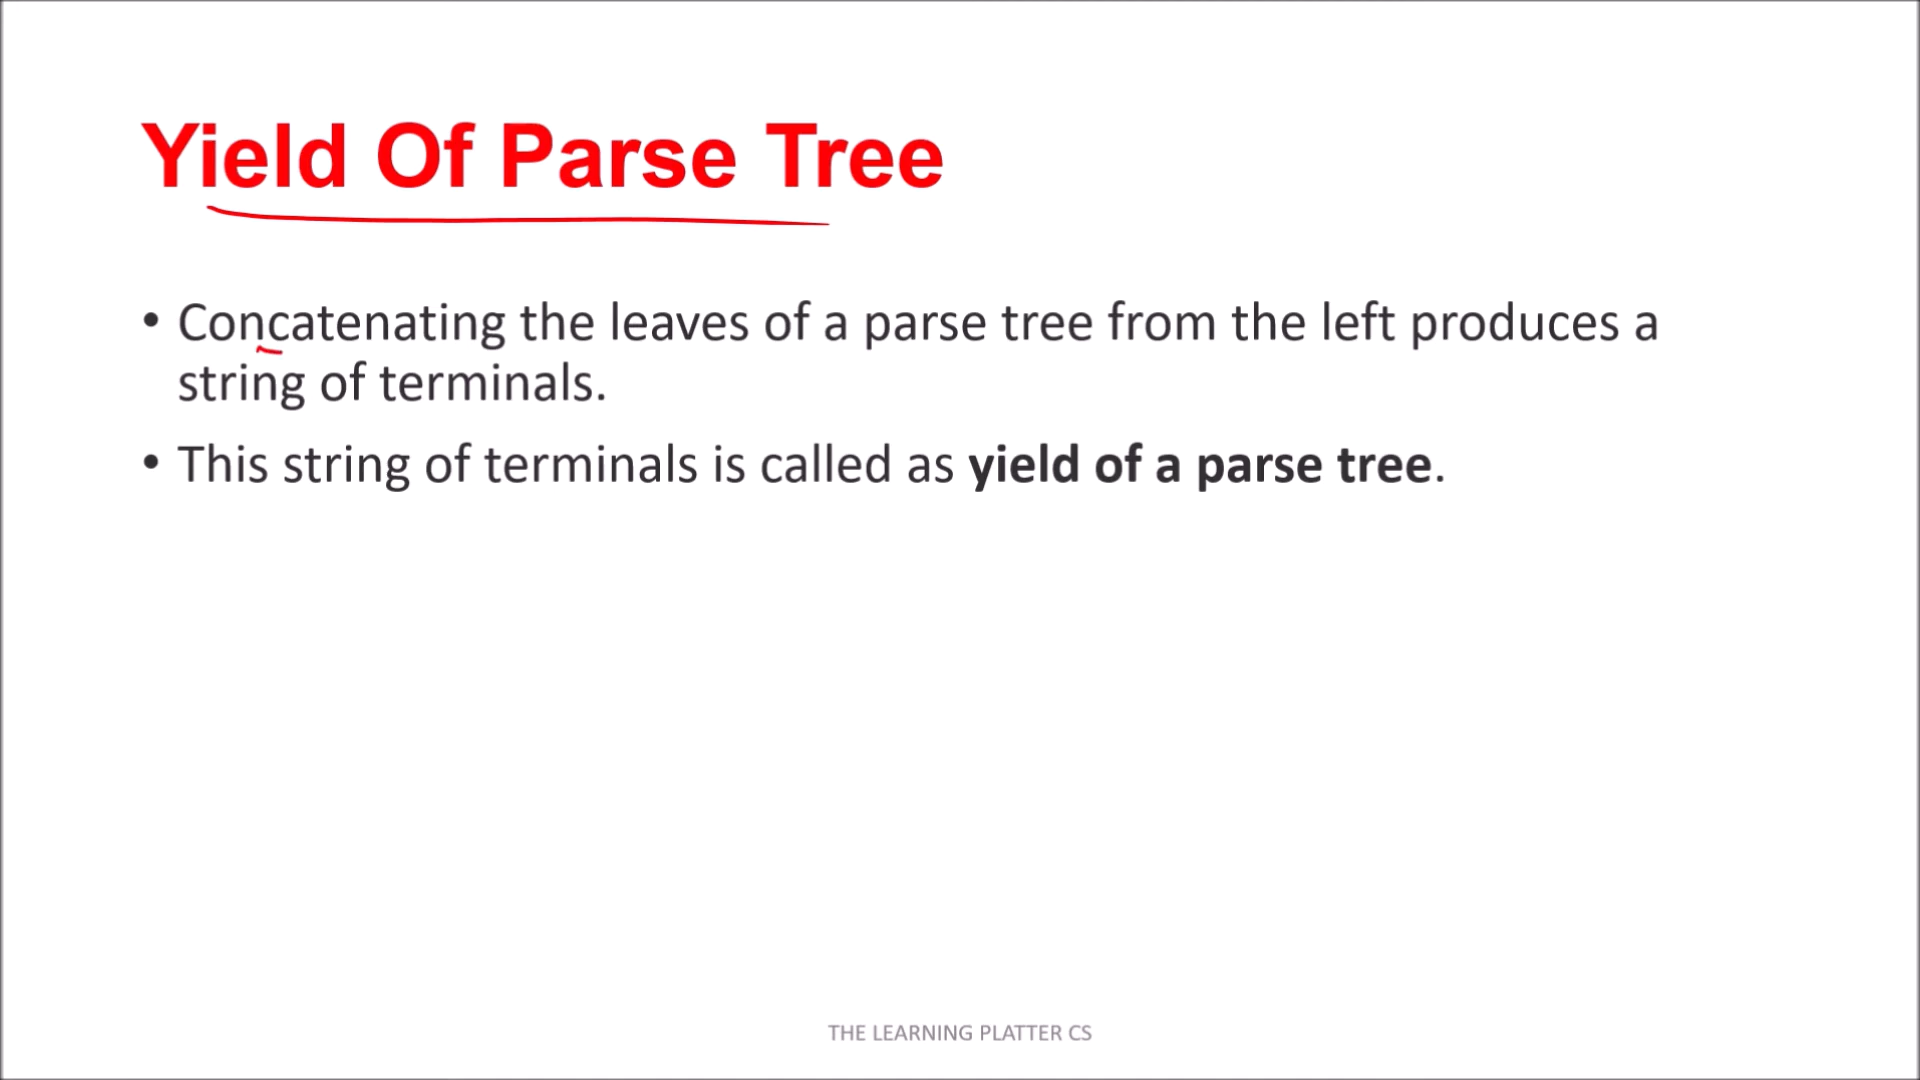 Yield Of Parse Tree
• Concatenating the leaves of a parse tree from the left produces a
string of terminals.
• This string of terminals is called as yield of a parse tree.
THE LEARNING PLATTER CS